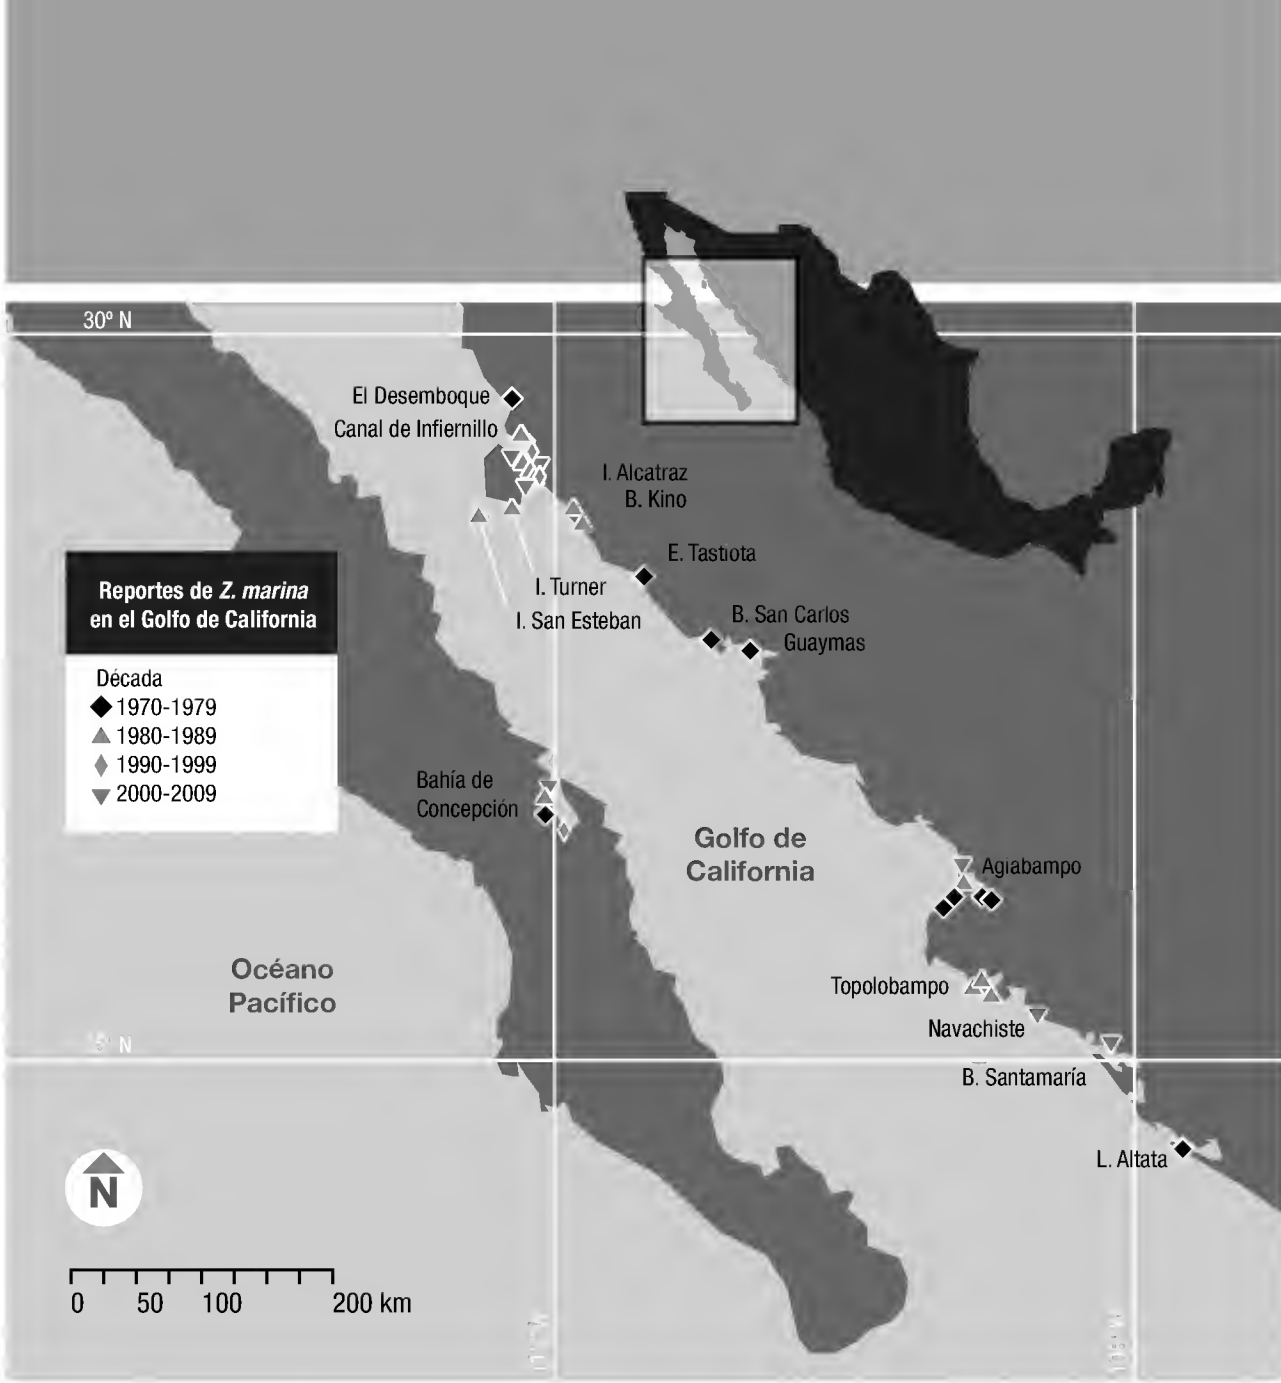 30º N
El Desemboque
Canal de Infiernillo
I. Alcatraz
B. Kino
E. Tastiota
I. Turner
I. San Esteban
B. San Carlos
Guaymas
Reportes de Z. marina
en el Golfo de California
Década
1970-1979
1980-1989
1990-1999
2000-2009
Bahía de
Concepción
Golfo de
California
Agiabampo
Océano
Pacífico
Topolobampo
Navachiste
N
B. Santamaría
L. Altata
N
0 50 100 200 km